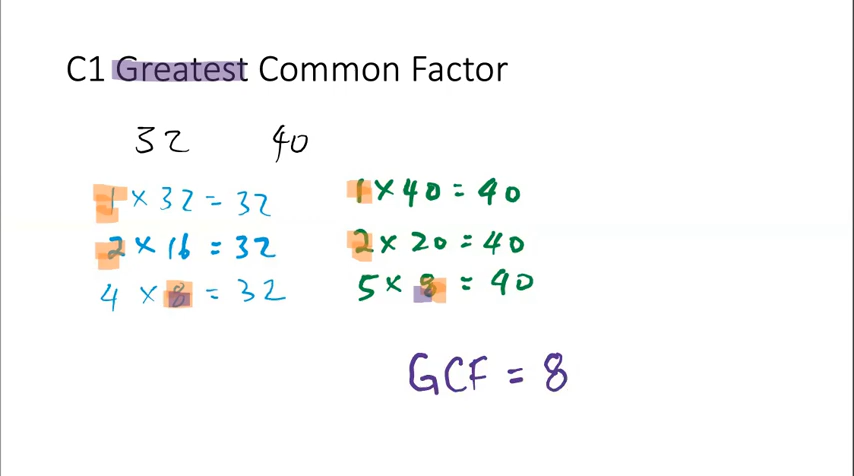 C1 Greatest Common Factor
32 40
1 × 32 = 32
2 × 16 = 32
4 × 8 = 32
1 × 40 = 40
2 × 20 = 40
5 × 8 = 40
GCF = 8